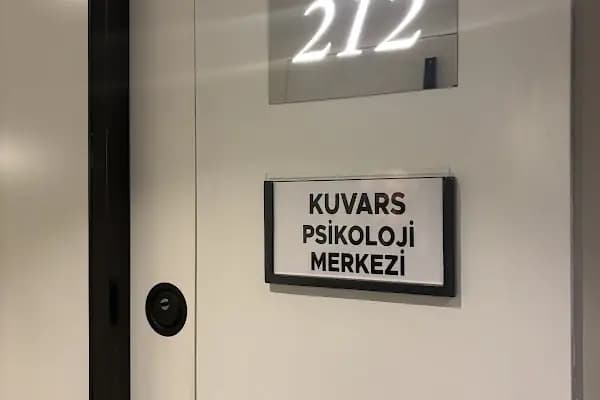 212
KUVARS
PSİKOLOJİ
MERKEZİ